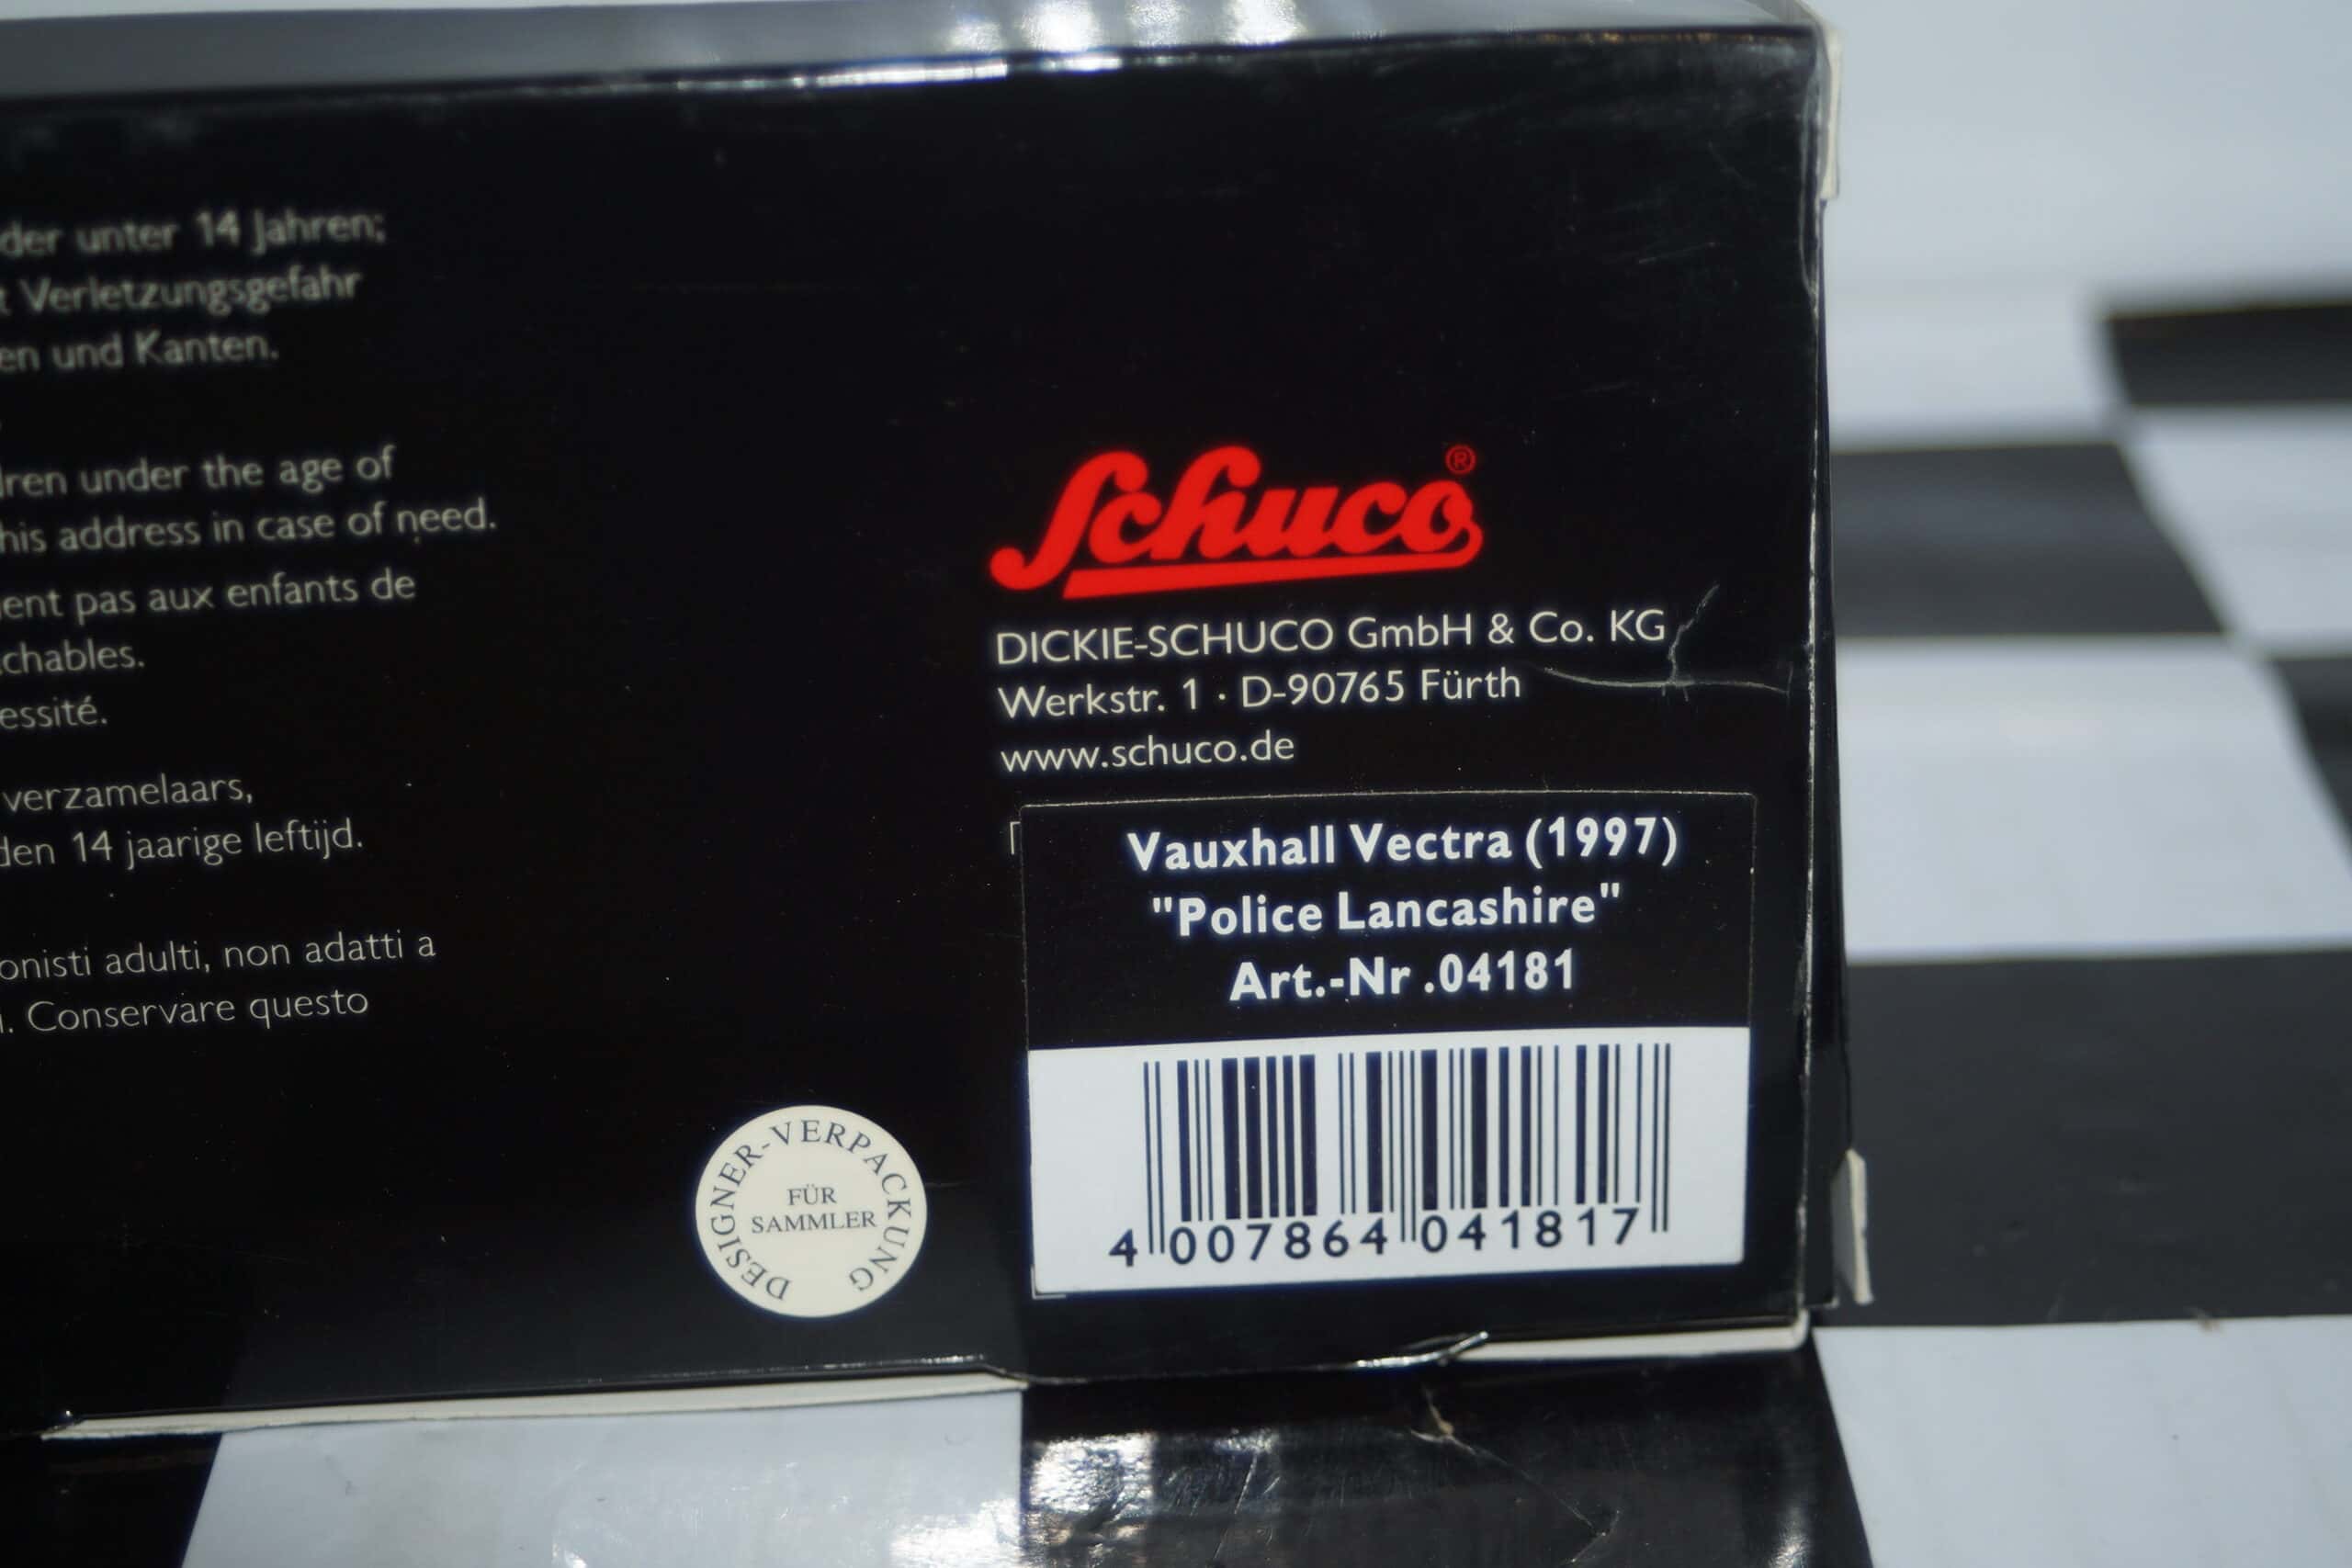 der unter 14 Jahren;
t Verletzungsgefahr
en und Kanten.
dren under the age of
his address in case of need.
ent pas aux enfants de
chables.
essité.
verzamelaars,
den 14 jaarige leftijd.
onisti adulti, non adatti a
. Conservare questo
Schuco®
DICKIE-SCHUCO GmbH & Co. KG
Werkstr. 1 · D-90765 Fürth
www.schuco.de
Vauxhall Vectra (1997)
"Police Lancashire"
Art.-Nr .04181
4 007864 041817
DESIGNER-VERPACKUNG
FÜR
SAMMLER